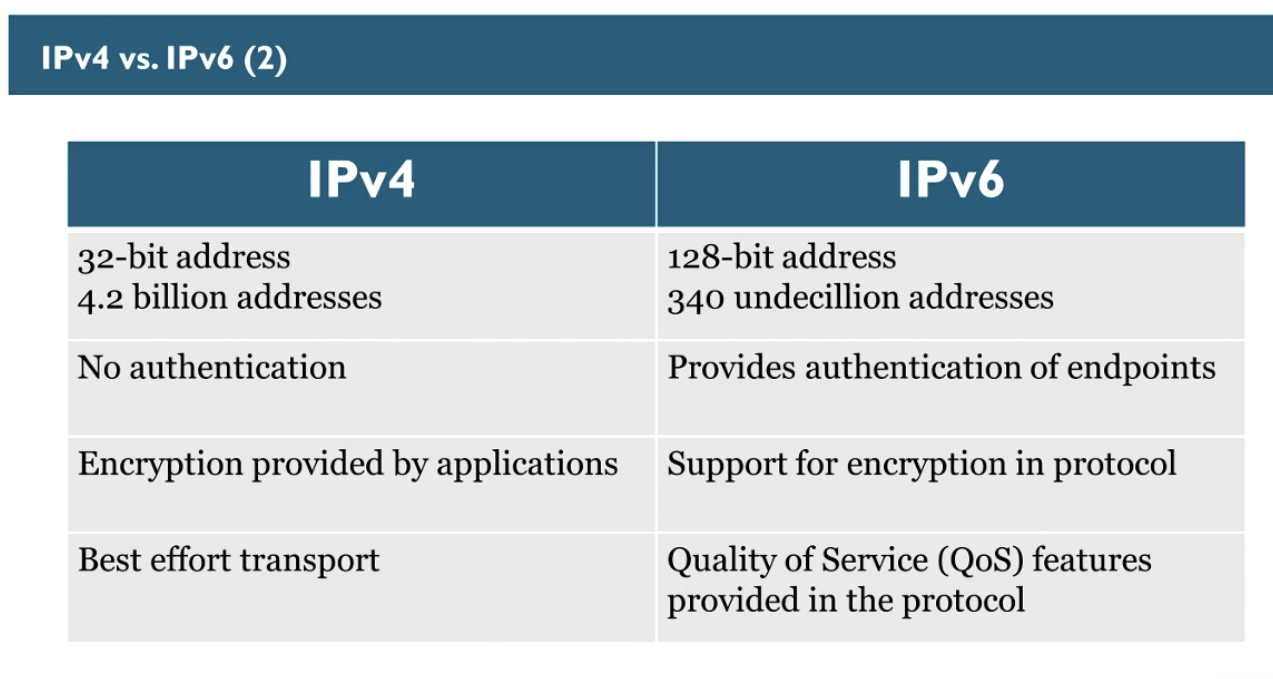 IPv4 vs. IPv6 (2)
IPv4
IPv6
32-bit address
4.2 billion addresses
128-bit address
340 undecillion addresses
No authentication
Provides authentication of endpoints
Encryption provided by applications
Support for encryption in protocol
Best effort transport
Quality of Service (QoS) features
provided in the protocol